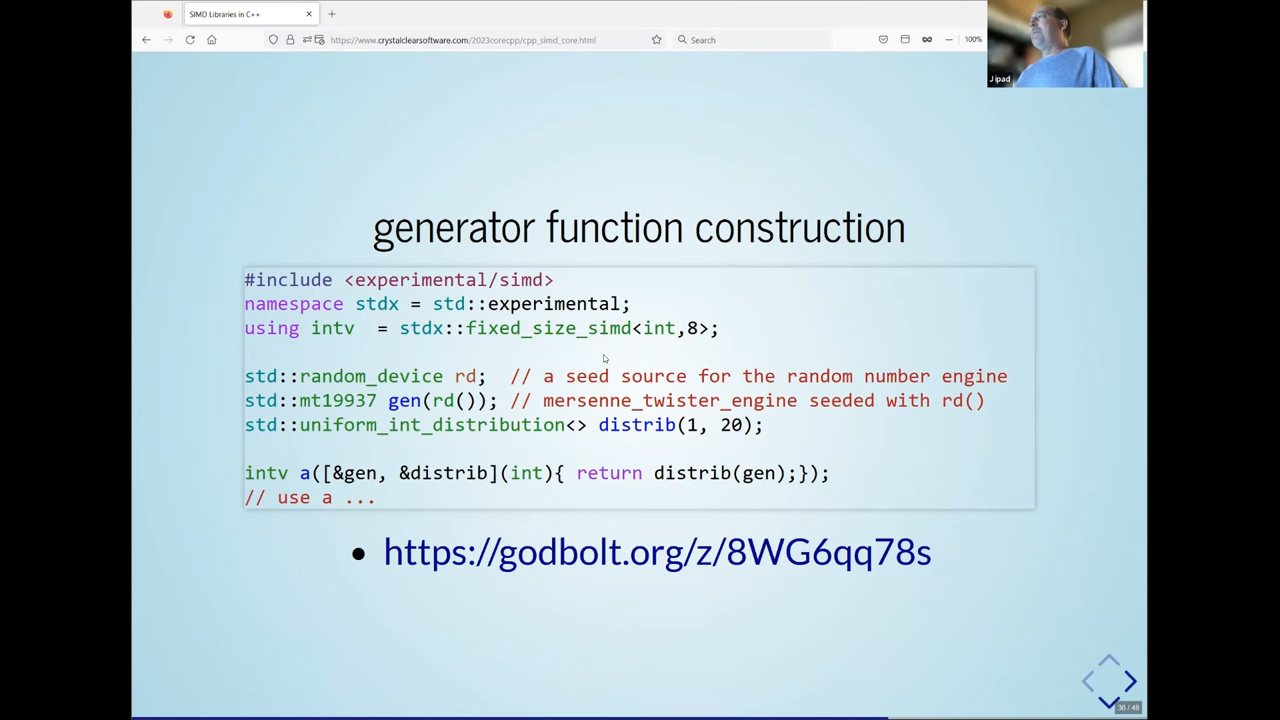 SIMD Libraries in C++
https://www.crystalclearsoftware.com/2023corecpp/cpp_simd_core.html
Search
100%
J ipad
generator function construction
#include <experimental/simd>
namespace stdx = std::experimental;
using intv  = stdx::fixed_size_simd<int,8>;
std::random_device rd;  // a seed source for the random number engine
std::mt19937 gen(rd()); // mersenne_twister_engine seeded with rd()
std::uniform_int_distribution<> distrib(1, 20);
intv a([&gen, &distrib](int){ return distrib(gen);});
// use a ...
• https://godbolt.org/z/8WG6qq78s
36 / 48